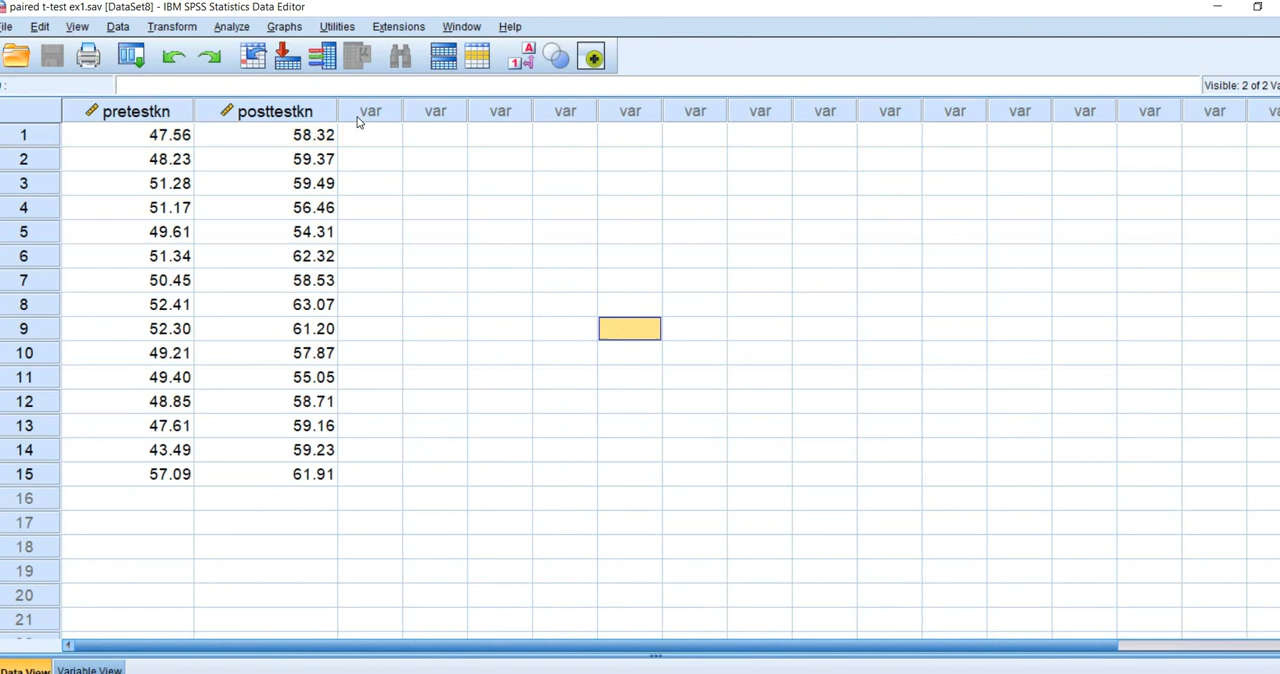 paired t-test ex1.sav [DataSet8] - IBM SPSS Statistics Data Editor
ile Edit View Data Transform Analyze Graphs Utilities Extensions Window Help
A
1
: Visible: 2 of 2 Va
pretestkn posttestkn var var var var var var var var var var var var var var va
1 47.56 58.32
2 48.23 59.37
3 51.28 59.49
4 51.17 56.46
5 49.61 54.31
6 51.34 62.32
7 50.45 58.53
8 52.41 63.07
9 52.30 61.20
10 49.21 57.87
11 49.40 55.05
12 48.85 58.71
13 47.61 59.16
14 43.49 59.23
15 57.09 61.91
16
17
18
19
20
21
Data View Variable View